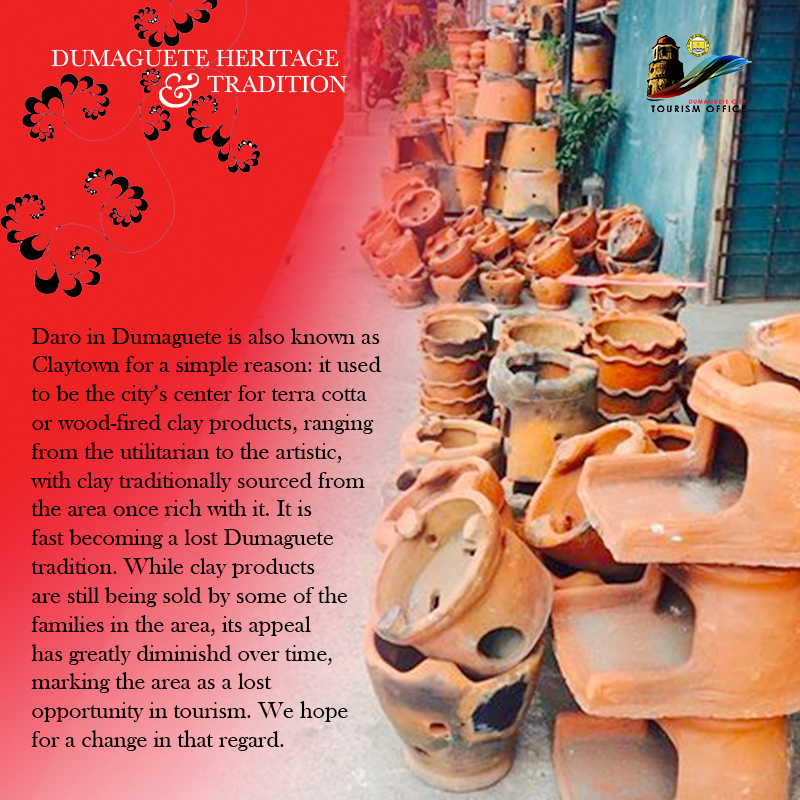 DUMAGUETE HERITAGE
& TRADITION
DUMAGUETE CITY
TOURISM OFFICE
Daro in Dumaguete is also known as
Claytown for a simple reason: it used
to be the city’s center for terra cotta
or wood-fired clay products, ranging
from the utilitarian to the artistic,
with clay traditionally sourced from
the area once rich with it. It is
fast becoming a lost Dumaguete
tradition. While clay products
are still being sold by some of the
families in the area, its appeal
has greatly diminishd over time,
marking the area as a lost
opportunity in tourism. We hope
for a change in that regard.